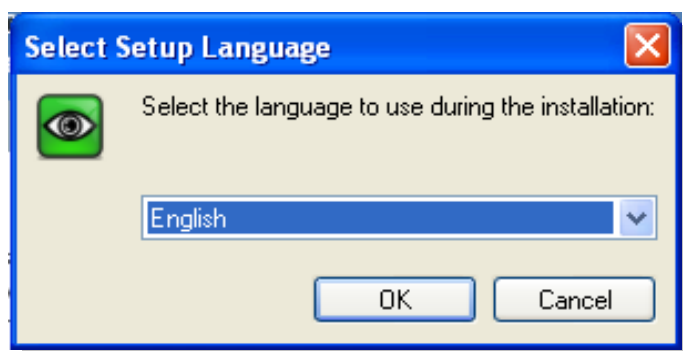 Select Setup Language
Select the language to use during the installation:
English
OK
Cancel